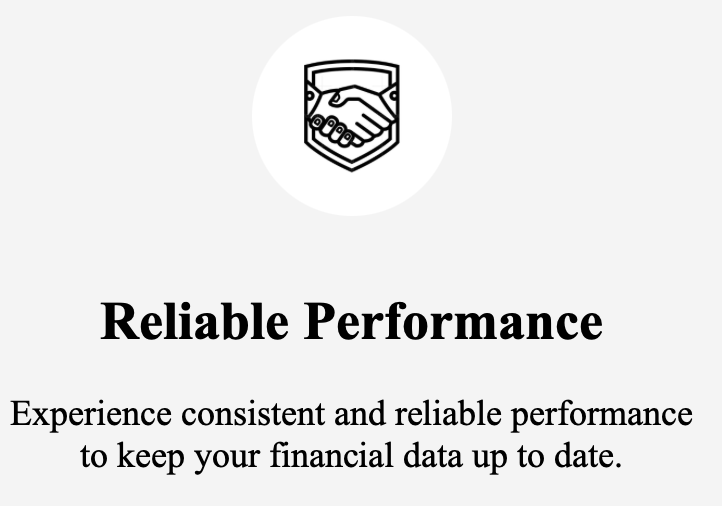 Reliable Performance
Experience consistent and reliable performance
to keep your financial data up to date.